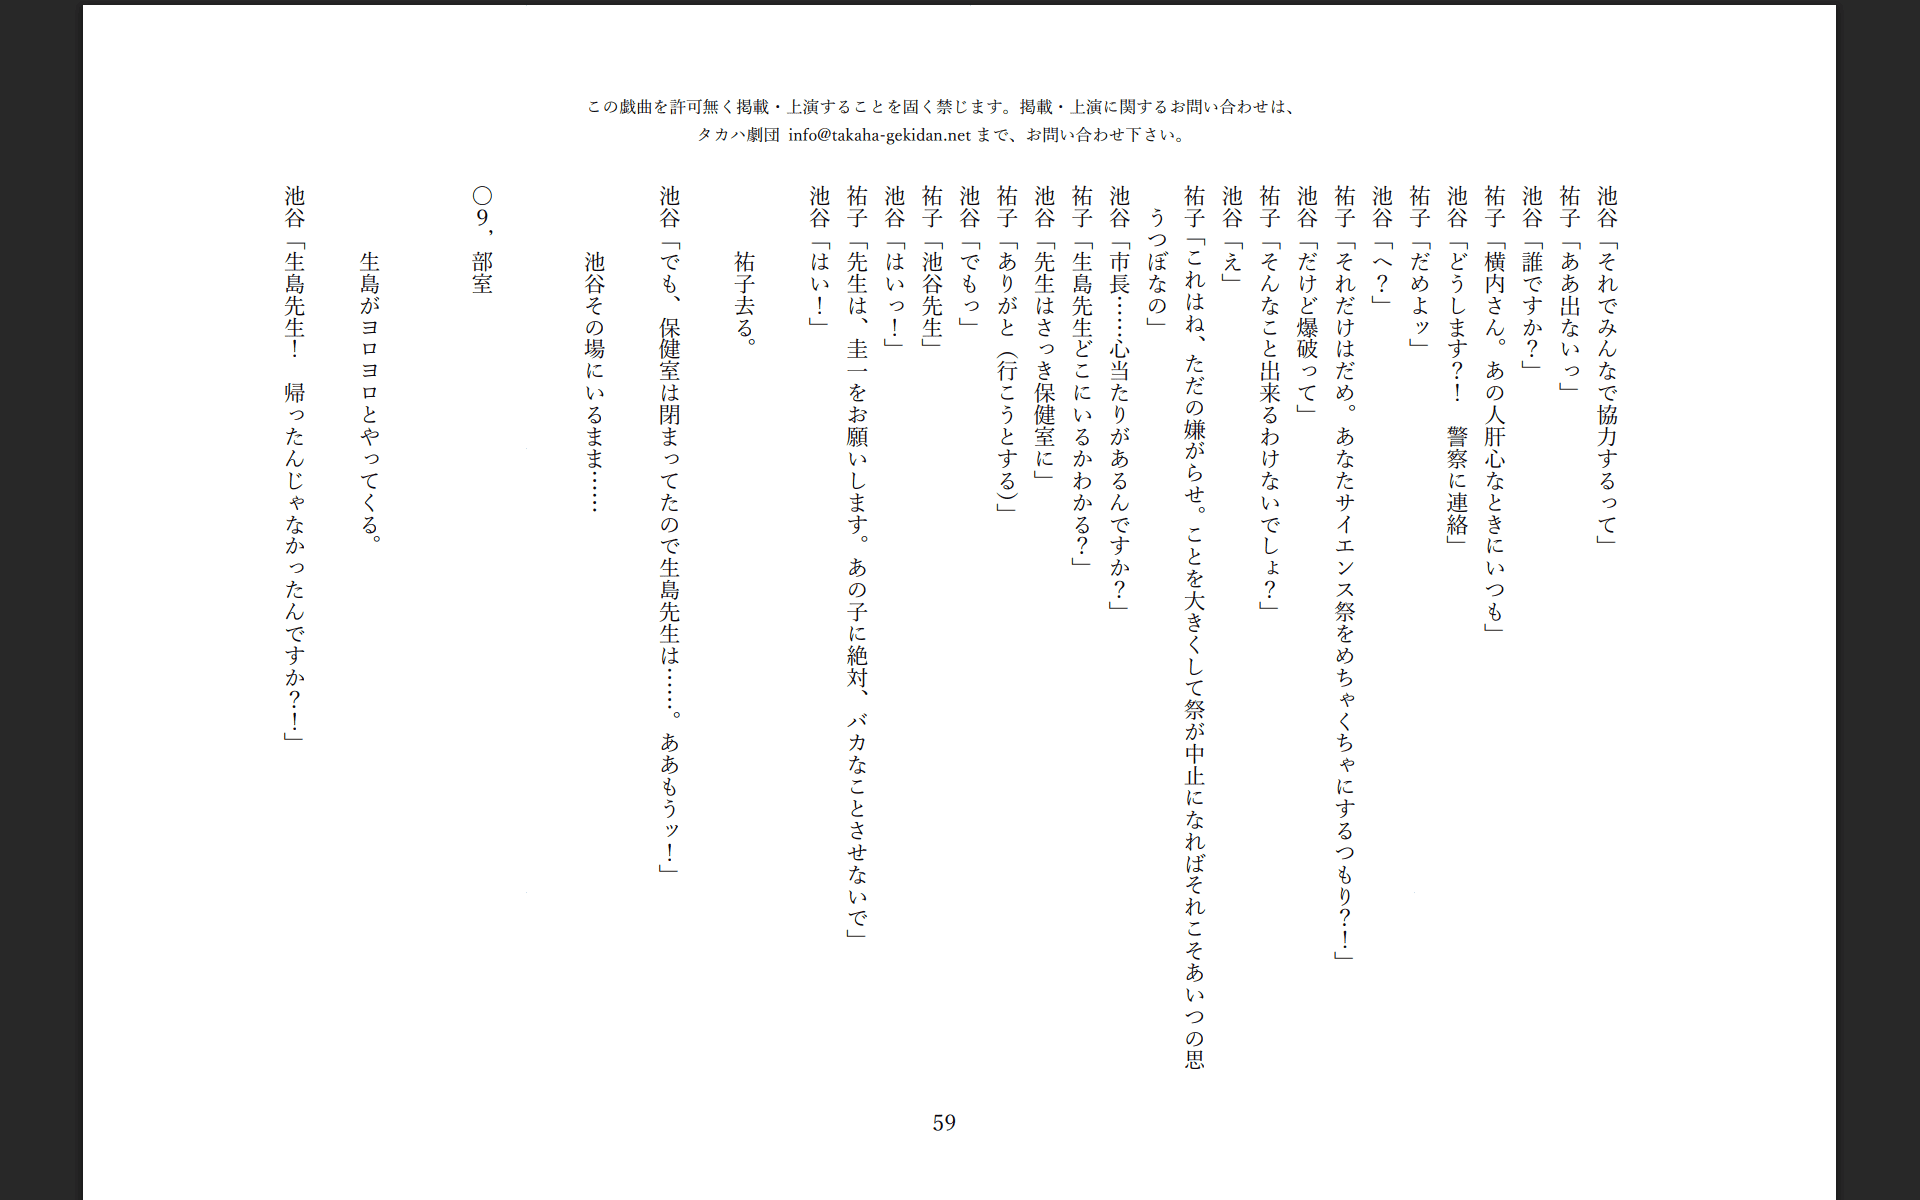 この戯曲を許可無く掲載・上演することを固く禁じます。掲載・上演に関するお問い合わせは、
タカハ劇団 info@takaha-gekidan.net まで、お問い合わせ下さい。
池谷「それでみんなで協力するって」
祐子「ああ出ないっ」
池谷「誰ですか？」
祐子「横内さん。あの人肝心なときにいつも」
池谷「どうします？！　警察に連絡」
祐子「だめよッ」
池谷「へ？」
祐子「それだけはだめ。あなたサイエンス祭をめちゃくちゃにするつもり？！」
池谷「だけど爆破って」
祐子「そんなこと出来るわけないでしょ？」
池谷「え」
祐子「これはね、ただの嫌がらせ。ことを大きくして祭が中止になればそれこそあいつの思
うつぼなの」
池谷「市長……心当たりがあるんですか？」
祐子「生島先生どこにいるかわかる？」
池谷「先生はさっき保健室に」
祐子「ありがと（行こうとする）」
池谷「でもっ」
祐子「池谷先生」
池谷「はいっ！」
祐子「先生は、圭一をお願いします。あの子に絶対、バカなことさせないで」
池谷「はい！」
祐子去る。
池谷「でも、保健室は閉まってたので生島先生は……。ああもうッ！」
池谷その場にいるまま……
〇９，部室
生島がヨロヨロとやってくる。
池谷「生島先生！　帰ったんじゃなかったんですか？！」
59